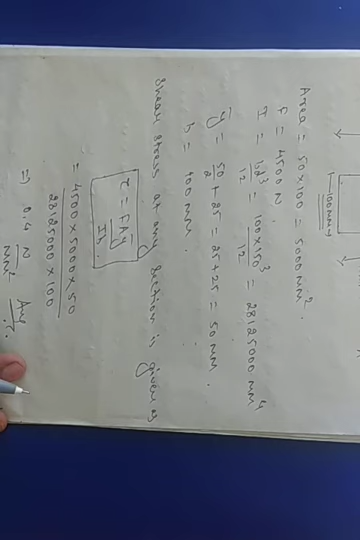 100mm
Area = 50 x 100 = 5000 mm².
F = 4500 N.
I = bd³/12 = 100 x 150³/12 = 28125000 mm⁴
ȳ = 50/2 + 25 = 25 + 25 = 50 mm.
b = 100 mm.
Shear stress at any section is given as
τ = FAȳ/Ib
= 4500 x 5000 x 50 / 28125000 x 100
⇒ 0.4 N/mm² Ans.